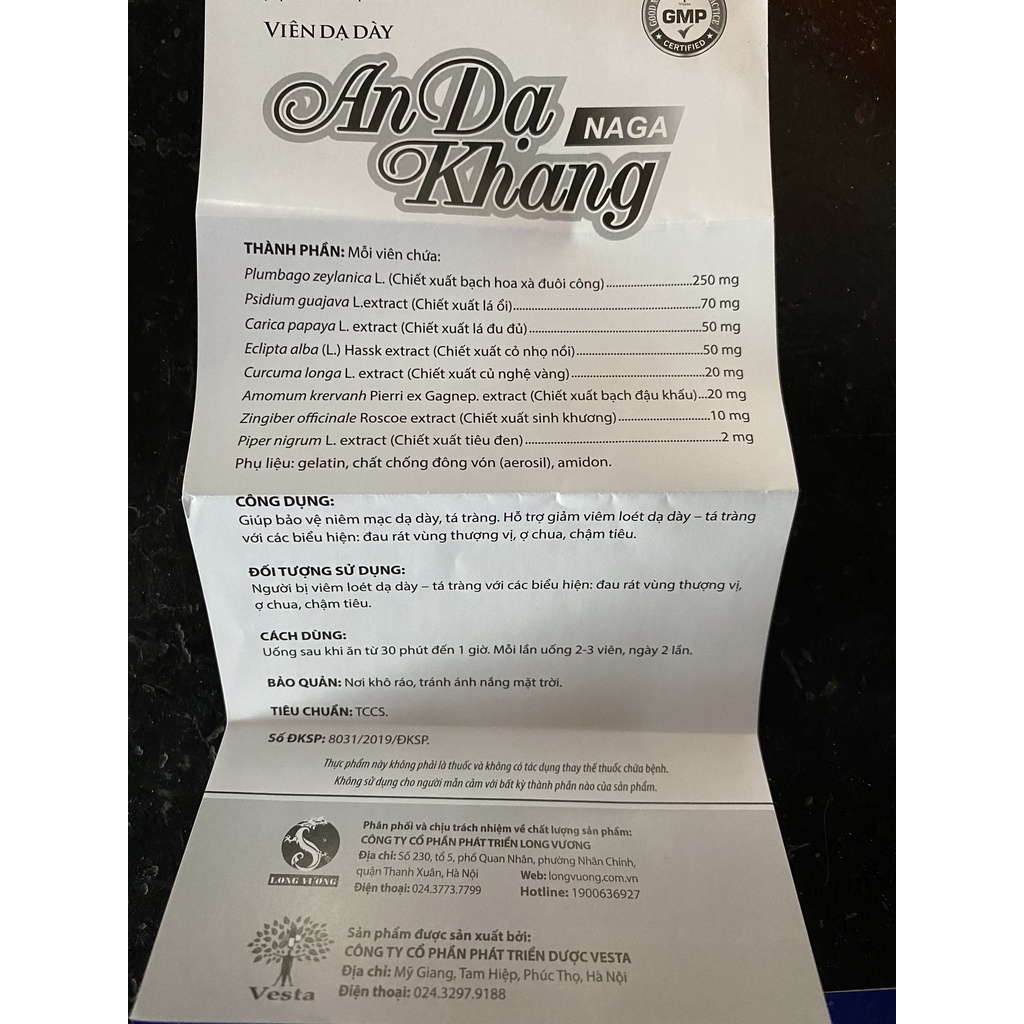 VIÊN DẠ DÀY
GMP
CERTIFIED
An Dạ
NAGA
Khang
THÀNH PHẦN: Mỗi viên chứa:
Plumbago zeylanica L. (Chiết xuất bạch hoa xà đuôi công)............................250 mg
Psidium guajava L.extract (Chiết xuất lá ổi)..............................................................70 mg
Carica papaya L. extract (Chiết xuất lá đu đủ)........................................................50 mg
Eclipta alba (L.) Hassk extract (Chiết xuất cỏ nhọ nồi).........................................50 mg
Curcuma longa L. extract (Chiết xuất củ nghệ vàng)...........................................20 mg
Amomum krervanh Pierri ex Gagnep. extract (Chiết xuất bạch đậu khấu)...20 mg
Zingiber officinale Roscoe extract (Chiết xuất sinh khương)..............................10 mg
Piper nigrum L. extract (Chiết xuất tiêu đen)................................................................2 mg
Phụ liệu: gelatin, chất chống đông vón (aerosil), amidon.
CÔNG DỤNG:
Giúp bảo vệ niêm mạc dạ dày, tá tràng. Hỗ trợ giảm viêm loét dạ dày – tá tràng
với các biểu hiện: đau rát vùng thượng vị, ợ chua, chậm tiêu.
ĐỐI TƯỢNG SỬ DỤNG:
Người bị viêm loét dạ dày – tá tràng với các biểu hiện: đau rát vùng thượng vị,
ợ chua, chậm tiêu.
CÁCH DÙNG:
Uống sau khi ăn từ 30 phút đến 1 giờ. Mỗi lần uống 2-3 viên, ngày 2 lần.
BẢO QUẢN: Nơi khô ráo, tránh ánh nắng mặt trời.
TIÊU CHUẨN: TCCS.
Số ĐKSP: 8031/2019/ĐKSP.
Thực phẩm này không phải là thuốc và không có tác dụng thay thế thuốc chữa bệnh.
Không sử dụng cho người mẫn cảm với bất kỳ thành phần nào của sản phẩm.
LONG VƯƠNG
Phân phối và chịu trách nhiệm về chất lượng sản phẩm:
CÔNG TY CỔ PHẦN PHÁT TRIỂN LONG VƯƠNG
Địa chỉ: Số 230, tổ 5, phố Quan Nhân, phường Nhân Chính,
quận Thanh Xuân, Hà Nội Web: longvuong.com.vn
Điện thoại: 024.3773.7799 Hotline: 1900636927
Vesta
Sản phẩm được sản xuất bởi:
CÔNG TY CỔ PHẦN PHÁT TRIỂN DƯỢC VESTA
Địa chỉ: Mỹ Giang, Tam Hiệp, Phúc Thọ, Hà Nội
Điện thoại: 024.3297.9188